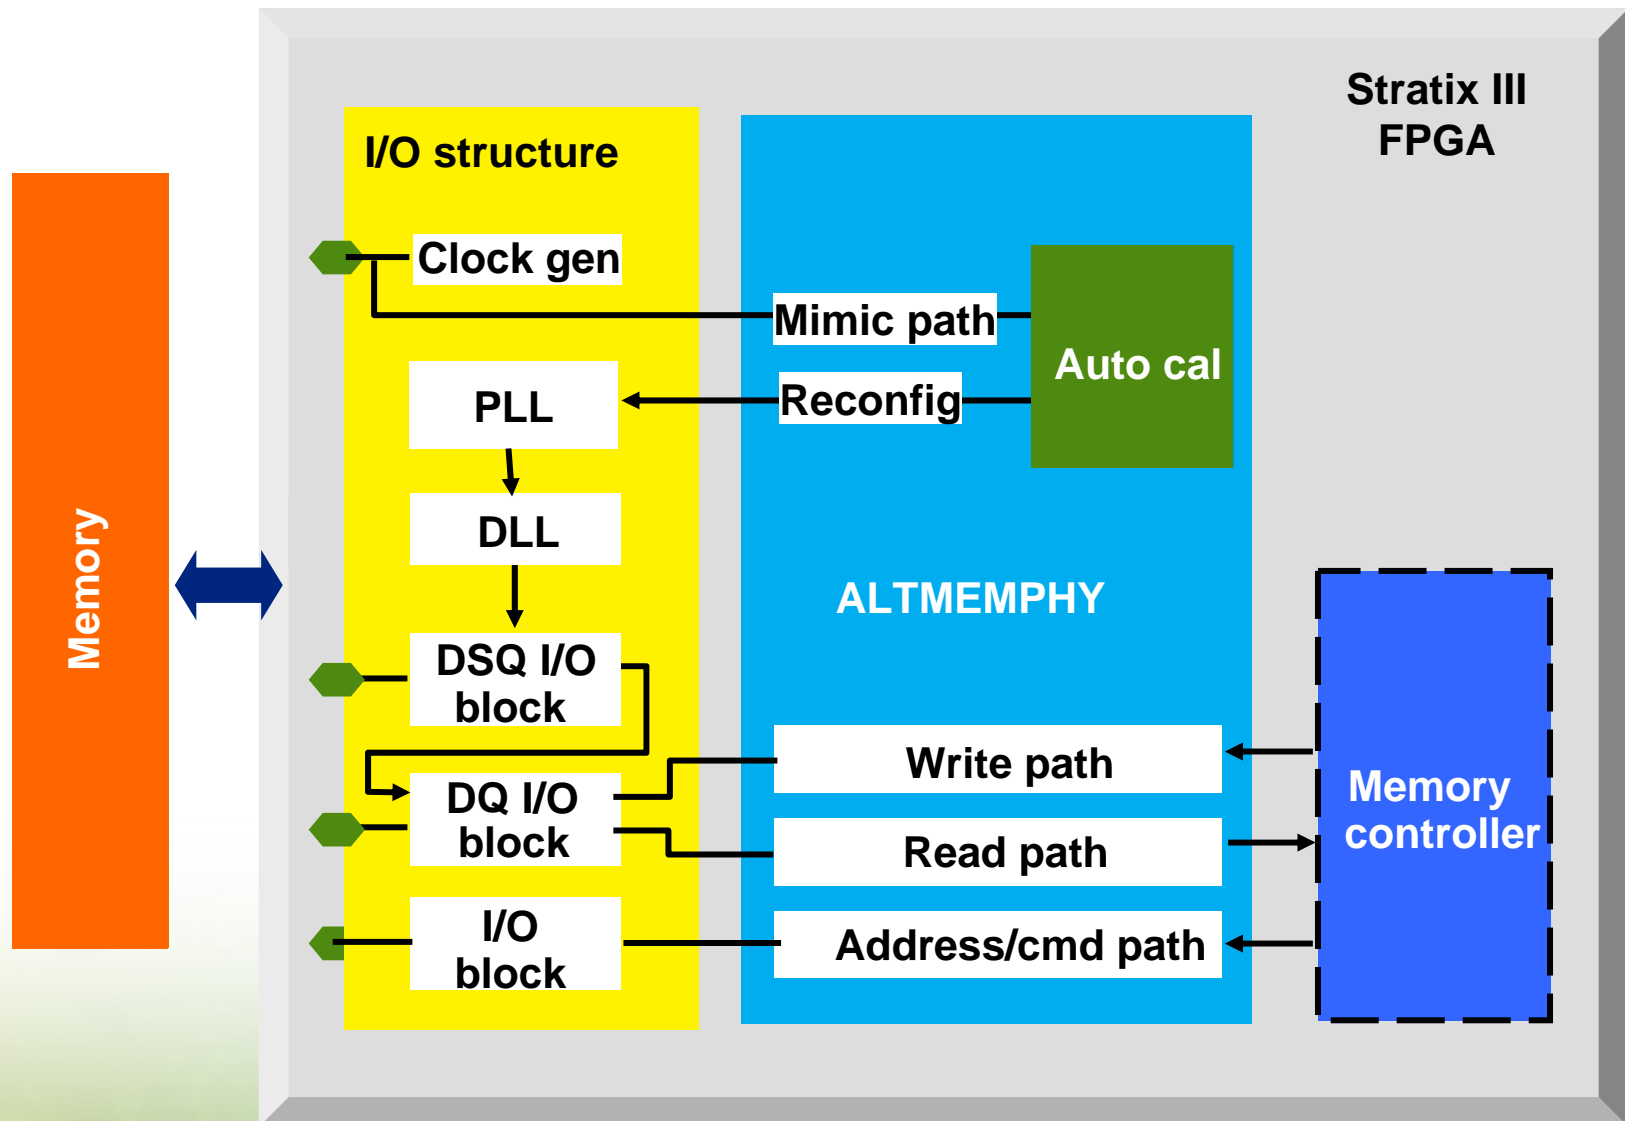 Stratix III
FPGA
I/O structure
Clock gen
Mimic path
Auto cal
Reconfig
PLL
DLL
ALTMEMPHY
Memory
DSQ I/O
block
Write path
DQ I/O
block
Memory
controller
Read path
I/O
block
Address/cmd path